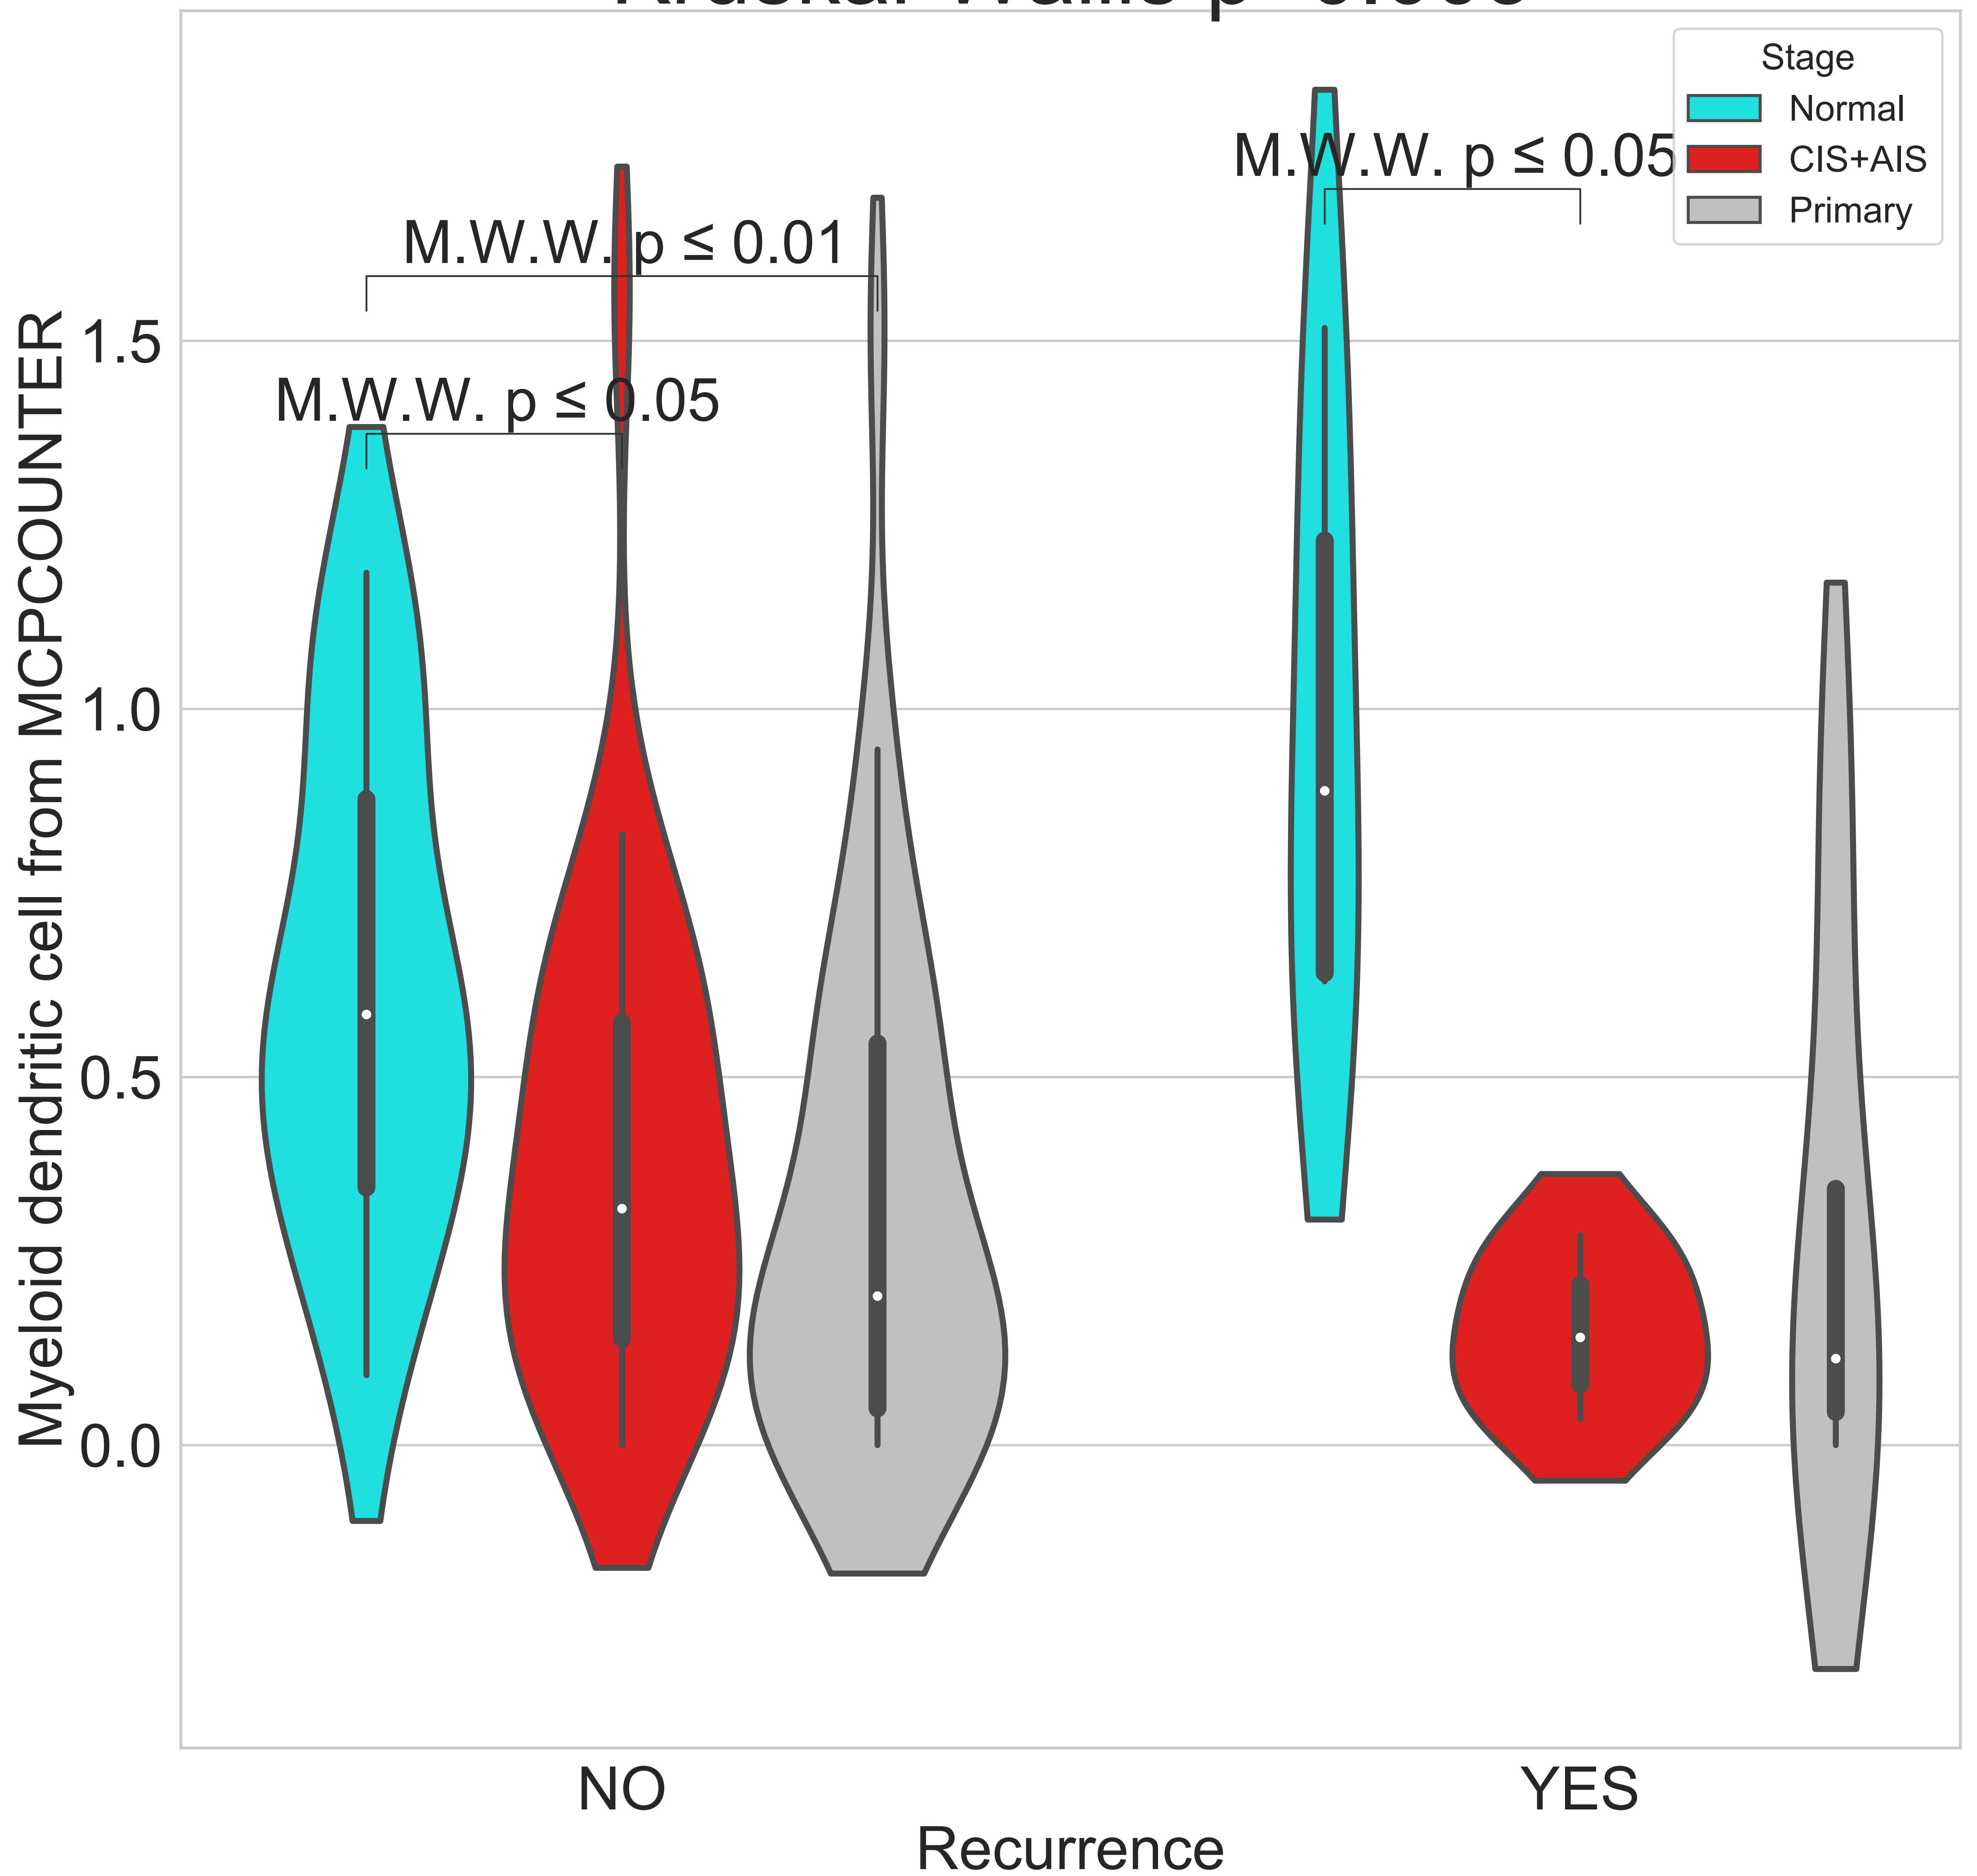 Stage
Normal
CIS+AIS
Primary
M.W.W. p ≤ 0.05
M.W.W. p ≤ 0.01
M.W.W. p ≤ 0.05
Myeloid dendritic cell from MCPCOUNTER
1.5
1.0
0.5
0.0
NO
YES
Recurrence